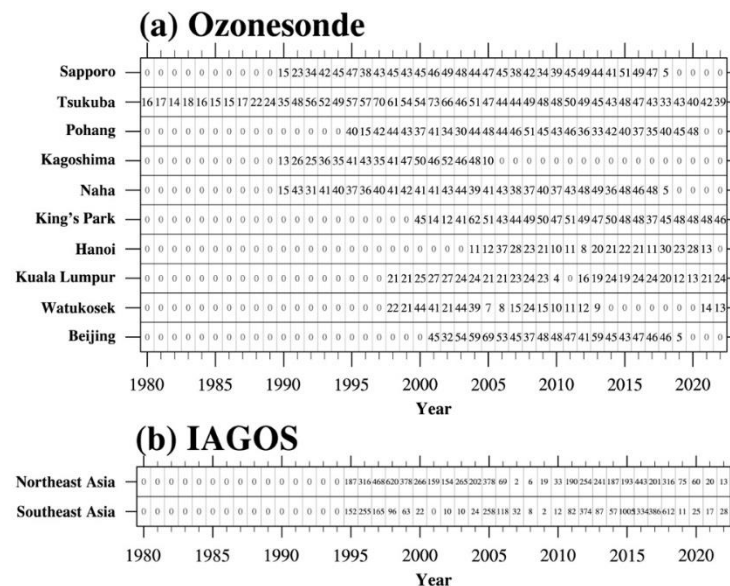 (a) Ozonesonde
Sapporo 0 0 0 0 0 0 0 0 0 0 15 23 34 42 45 47 38 43 45 43 45 46 49 48 44 47 45 38 42 34 39 45 49 44 41 51 49 47 5 0 0 0 0
Tsukuba 16 17 14 18 16 15 15 17 22 24 35 48 56 52 49 57 57 70 61 54 54 73 66 46 51 47 44 44 49 48 48 50 49 45 43 48 47 43 33 43 40 42 39
Pohang 0 0 0 0 0 0 0 0 0 0 0 0 0 0 0 40 15 42 44 43 37 41 34 30 44 48 44 46 51 45 43 46 36 33 42 40 37 35 40 45 48 0 0
Kagoshima 0 0 0 0 0 0 0 0 0 0 13 26 25 36 35 41 43 35 41 47 50 46 52 46 48 10 0 0 0 0 0 0 0 0 0 0 0 0 0 0 0 0 0
Naha 0 0 0 0 0 0 0 0 0 0 15 43 31 41 40 37 36 40 41 42 41 41 43 44 39 41 43 38 37 40 37 43 48 49 36 48 46 48 5 0 0 0 0
King's Park 0 0 0 0 0 0 0 0 0 0 0 0 0 0 0 0 0 0 0 0 45 14 12 41 62 51 43 44 49 50 47 51 49 47 50 48 48 37 45 48 48 48 46
Hanoi 0 0 0 0 0 0 0 0 0 0 0 0 0 0 0 0 0 0 0 0 0 0 0 0 11 12 37 28 23 21 10 11 8 20 21 22 21 11 30 23 28 13 0
Kuala Lumpur 0 0 0 0 0 0 0 0 0 0 0 0 0 0 0 0 0 0 21 21 25 27 27 24 24 21 21 23 24 23 4 0 16 19 24 19 24 24 20 12 13 21 24
Watukosek 0 0 0 0 0 0 0 0 0 0 0 0 0 0 0 0 0 0 22 21 44 41 21 44 39 7 8 15 24 15 10 11 12 9 0 0 0 0 0 0 0 14 13
Beijing 0 0 0 0 0 0 0 0 0 0 0 0 0 0 0 0 0 0 0 0 0 45 32 54 59 69 53 45 37 48 48 47 41 59 45 43 47 46 46 5 0 0 0
1980 1985 1990 1995 2000 2005 2010 2015 2020
Year
(b) IAGOS
Northeast Asia 0 0 0 0 0 0 0 0 0 0 0 0 0 0 0 187 316 468 620 378 266 159 154 265 202 378 69 2 6 19 33 190 254 241 187 193 443 201 316 75 60 20 13
Southeast Asia 0 0 0 0 0 0 0 0 0 0 0 0 0 0 0 152 255 165 96 63 22 0 10 10 24 258 118 32 8 2 12 82 374 87 57 1005 1334 386 612 11 25 17 28
1980 1985 1990 1995 2000 2005 2010 2015 2020
Year